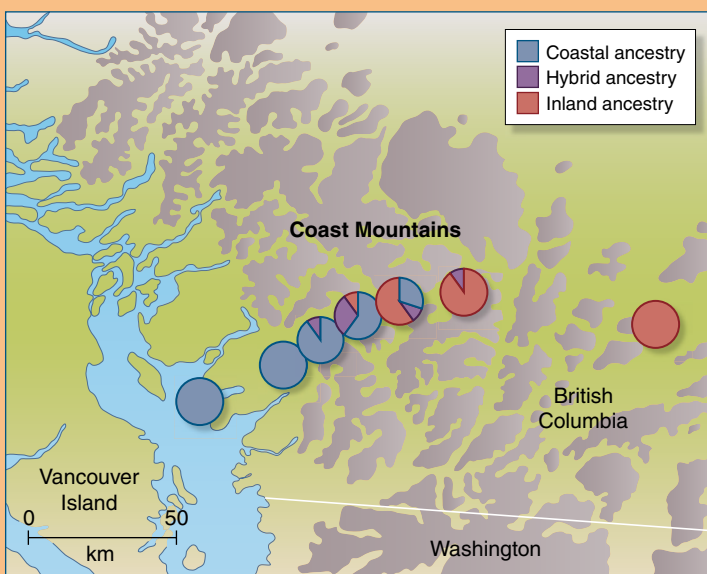 Coastal ancestry
Hybrid ancestry
Inland ancestry
Coast Mountains
British
Columbia
Vancouver
Island
0 50
km
Washington